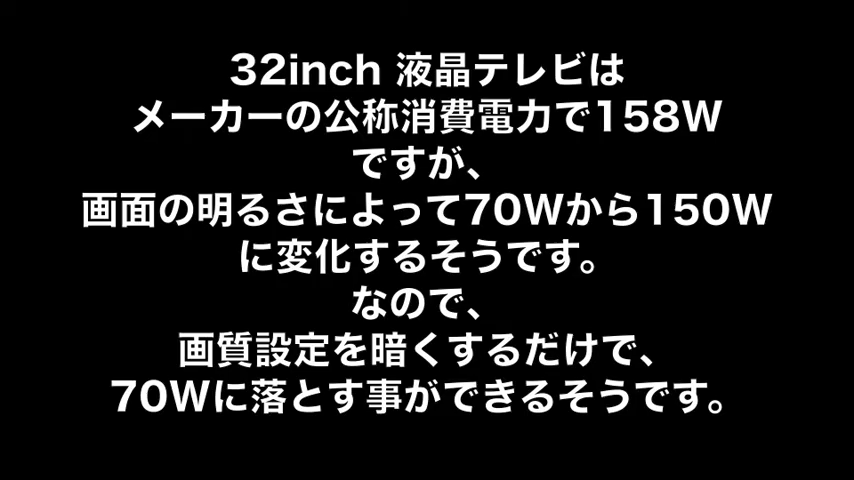 32inch 液晶テレビは
メーカーの公称消費電力で158W
ですが、
画面の明るさによって70Wから150W
に変化するそうです。
なので、
画質設定を暗くするだけで、
70Wに落とす事ができるそうです。